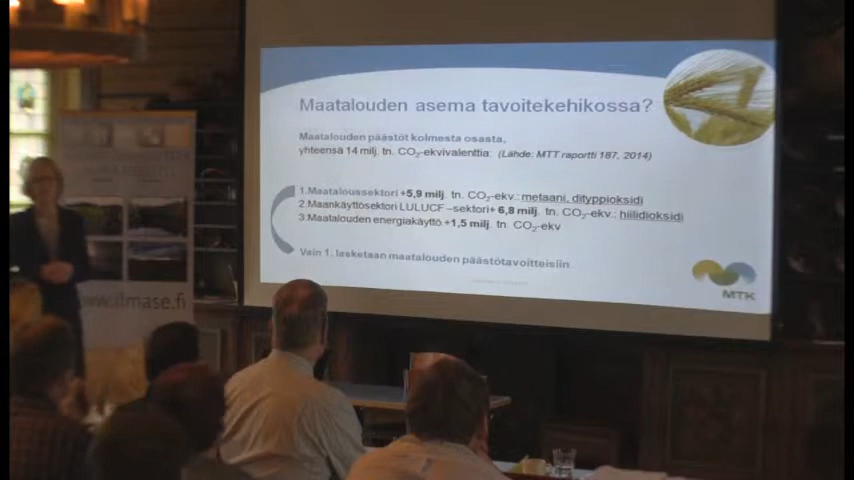 Maatalouden asema tavoitekehikossa?
Maatalouden päästöt kolmesta osasta,
yhteensä 14 milj. tn. CO2-ekvivalenttia. (Lähde: MTT raportti 187, 2014)
1.Maataloussektori +5,9 milj. tn. CO2-ekv.: metaani, dityppioksidi
2.Maankäyttösektori LULUCF –sektori+ 6,8 milj. tn. CO2-ekv.: hiilidioksidi
3.Maatalouden energiakäyttö +1,5 milj. tn. CO2-ekv
Vain 1. lasketaan maatalouden päästötavoitteisiin
MTK
www.ilmase.fi